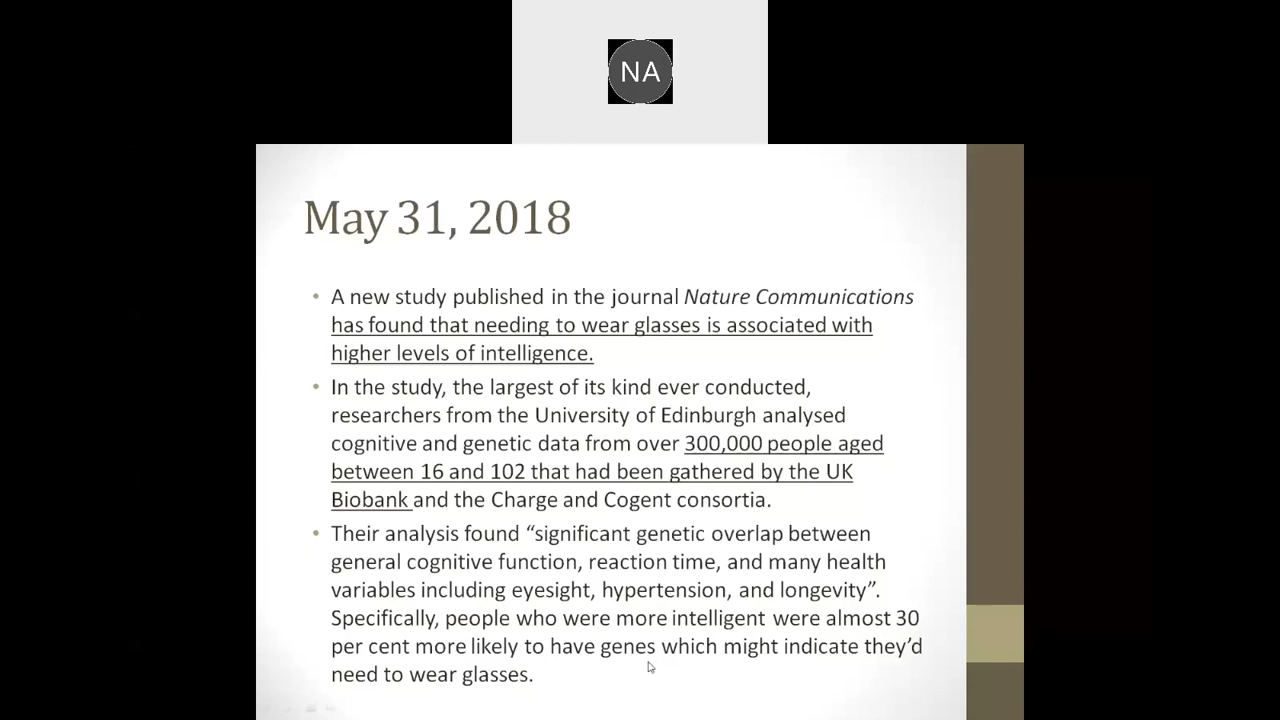 NA
May 31, 2018
• A new study published in the journal Nature Communications
has found that needing to wear glasses is associated with
higher levels of intelligence.
• In the study, the largest of its kind ever conducted,
researchers from the University of Edinburgh analysed
cognitive and genetic data from over 300,000 people aged
between 16 and 102 that had been gathered by the UK
Biobank and the Charge and Cogent consortia.
• Their analysis found “significant genetic overlap between
general cognitive function, reaction time, and many health
variables including eyesight, hypertension, and longevity”.
Specifically, people who were more intelligent were almost 30
per cent more likely to have genes which might indicate they’d
need to wear glasses.